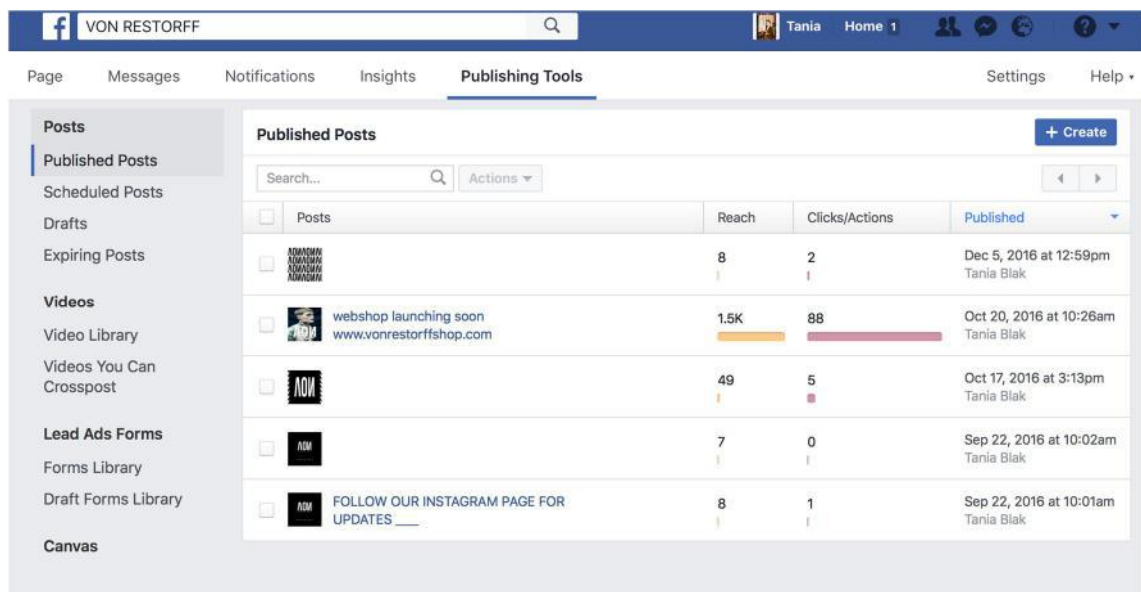 VON RESTORFF
Tania Home 1
Page Messages Notifications Insights Publishing Tools Settings Help
Posts
Published Posts
Scheduled Posts
Drafts
Expiring Posts
Videos
Video Library
Videos You Can
Crosspost
Lead Ads Forms
Forms Library
Draft Forms Library
Canvas
Published Posts
+ Create
Search... Actions
Posts Reach Clicks/Actions Published
8 2 Dec 5, 2016 at 12:59pm
Tania Blak
webshop launching soon
www.vonrestorffshop.com
1.5K 88 Oct 20, 2016 at 10:26am
Tania Blak
49 5 Oct 17, 2016 at 3:13pm
Tania Blak
7 0 Sep 22, 2016 at 10:02am
Tania Blak
FOLLOW OUR INSTAGRAM PAGE FOR
UPDATES ___
8 1 Sep 22, 2016 at 10:01am
Tania Blak